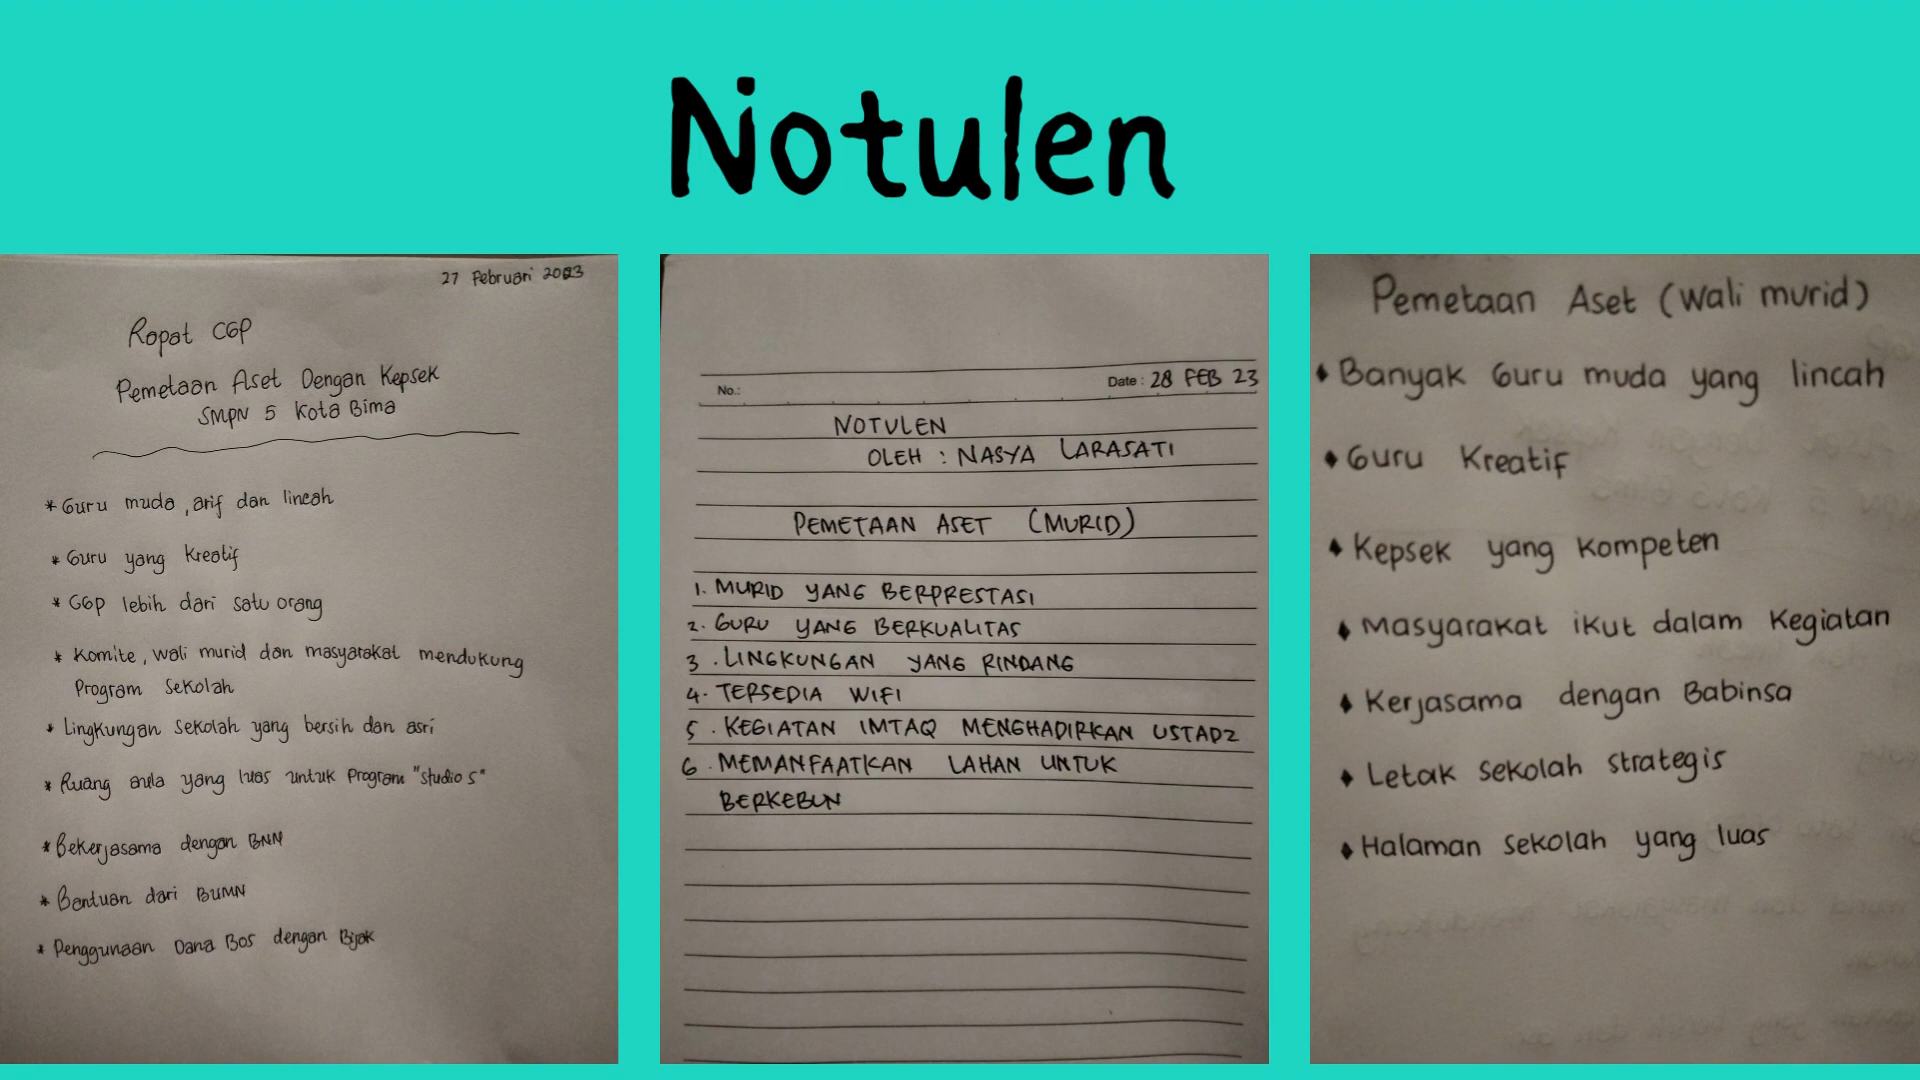 Notulen
27 Februari 2023
Rapat CGP
Pemetaan Aset Dengan Kepsek
SMPN 5 Kota Bima
* Guru muda, arif dan lincah
* Guru yang Kreatif
* CGP lebih dari satu orang
* Komite, wali murid dan masyarakat mendukung
Program Sekolah
* Lingkungan sekolah yang bersih dan asri
* Ruang aula yang luas untuk Program "studio 5"
* Bekerjasama dengan BNN
* Bantuan dari BUMN
* Penggunaan Dana Bos dengan Bijak
No.: Date : 28 FEB 23
NOTULEN
OLEH : NASYA LARASATI
PEMETAAN ASET (MURID)
1. MURID YANG BERPRESTASI
2. GURU YANG BERKUALITAS
3. LINGKUNGAN YANG RINDANG
4. TERSEDIA WIFI
5. KEGIATAN IMTAQ MENGHADIRKAN USTADZ
6. MEMANFAATKAN LAHAN UNTUK
BERKEBUN
Pemetaan Aset (Wali murid)
♦ Banyak Guru muda yang lincah
♦ Guru Kreatif
♦ Kepsek yang Kompeten
♦ Masyarakat ikut dalam Kegiatan
♦ Kerjasama dengan Babinsa
♦ Letak sekolah strategis
♦ Halaman sekolah yang luas